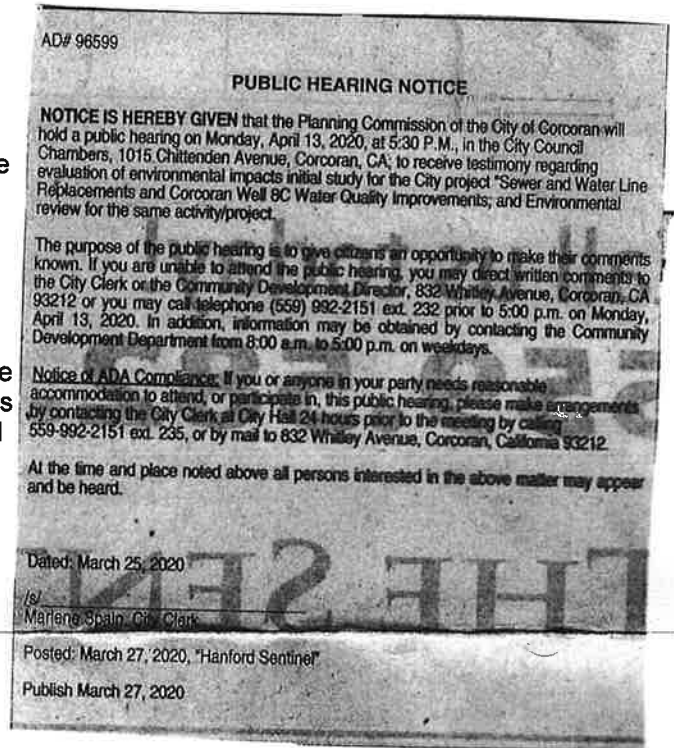 AD# 96599
PUBLIC HEARING NOTICE
NOTICE IS HEREBY GIVEN that the Planning Commission of the City of Corcoran will
hold a public hearing on Monday, April 13, 2020, at 5:30 P.M., in the City Council
Chambers, 1015 Chittenden Avenue, Corcoran, CA; to receive testimony regarding
evaluation of environmental impacts initial study for the City project "Sewer and Water Line
Replacements and Corcoran Well 8C Water Quality Improvements; and Environmental
review for the same activity/project.
The purpose of the public hearing is to give citizens an opportunity to make their comments
known. If you are unable to attend the public hearing, you may direct written comments to
the City Clerk or the Community Development Director, 832 Whitley Avenue, Corcoran, CA
93212 or you may call telephone (559) 992-2151 ext. 232 prior to 5:00 p.m. on Monday,
April 13, 2020. In addition, information may be obtained by contacting the Community
Development Department from 8:00 a.m. to 5:00 p.m. on weekdays.
Notice of ADA Compliance: If you or anyone in your party needs reasonable
accommodation to attend, or participate in, this public hearing, please make arrangements
by contacting the City Clerk at City Hall 24 hours prior to the meeting by calling
559-992-2151 ext. 235, or by mail to 832 Whitley Avenue, Corcoran, California 93212.
At the time and place noted above all persons interested in the above matter may appear
and be heard.
Dated: March 25, 2020
/s/
Marlene Spain, City Clerk
Posted: March 27, 2020, "Hanford Sentinel"
Publish March 27, 2020
THE SEN